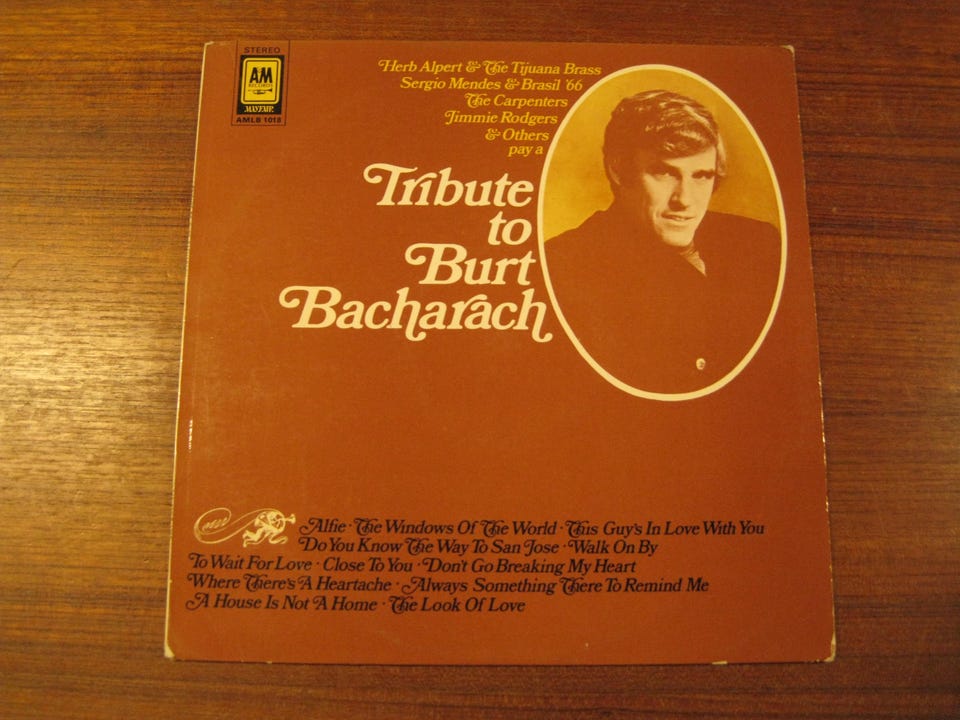 STEREO
A&M
RECORDS
MAYFAIR
AMLB 1018
Herb Alpert & The Tijuana Brass
Sergio Mendes & Brasil '66
The Carpenters
Jimmie Rodgers
& Others
pay a
Tribute
to
Burt
Bacharach
Alfie · The Windows Of The World · This Guy's In Love With You
Do You Know The Way To San Jose · Walk On By
To Wait For Love · Close To You · Don't Go Breaking My Heart
Where There's A Heartache · Always Something There To Remind Me
A House Is Not A Home · The Look Of Love